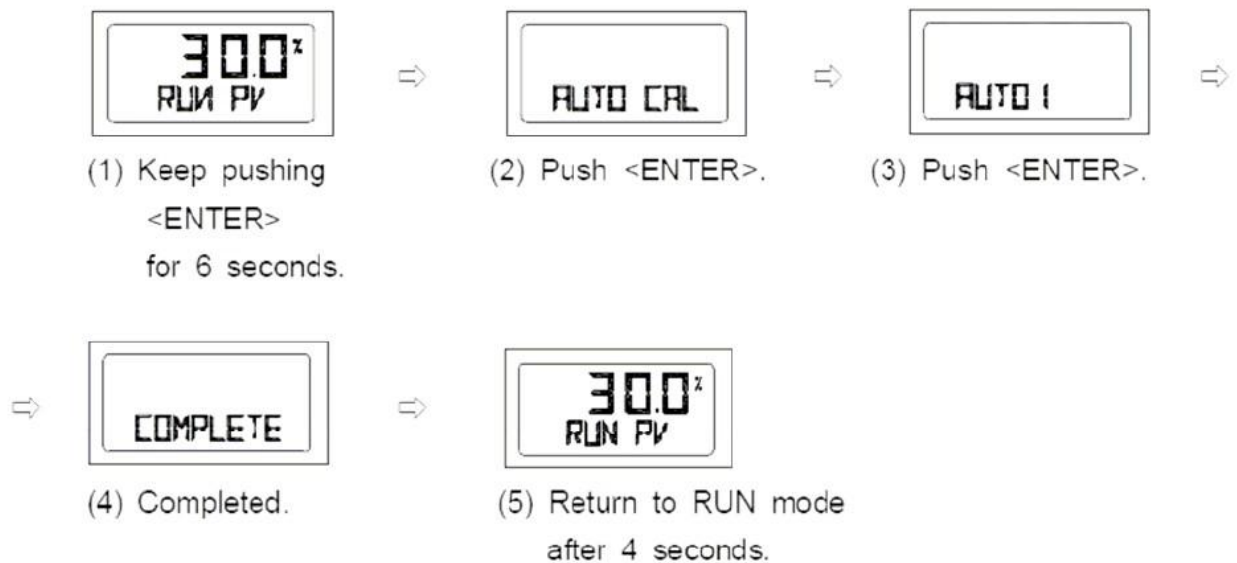 30.0%
RUN PV
AUTO CAL
AUTO 1
(1) Keep pushing
<ENTER>
for 6 seconds.
(2) Push <ENTER>.
(3) Push <ENTER>.
COMPLETE
30.0%
RUN PV
(4) Completed.
(5) Return to RUN mode
after 4 seconds.